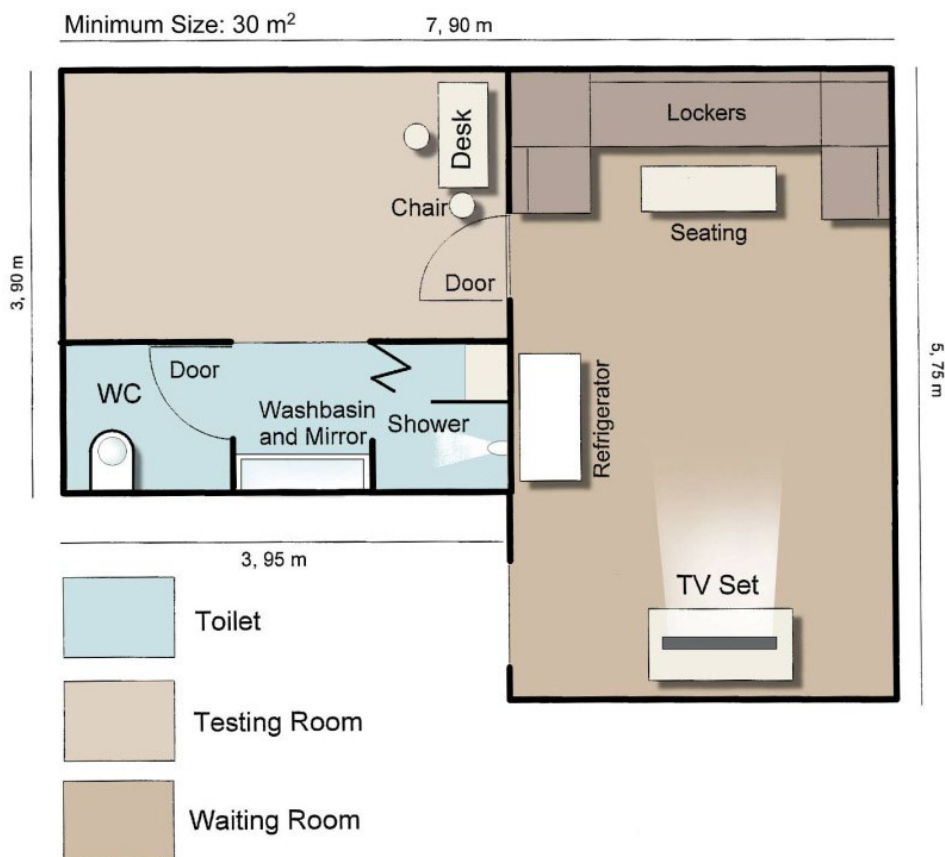 Minimum Size: 30 m²
7, 90 m
3, 90 m
5, 75 m
Desk
Lockers
Chair
Seating
Door
Door
WC
Washbasin
and Mirror
Shower
Refrigerator
3, 95 m
TV Set
Toilet
Testing Room
Waiting Room